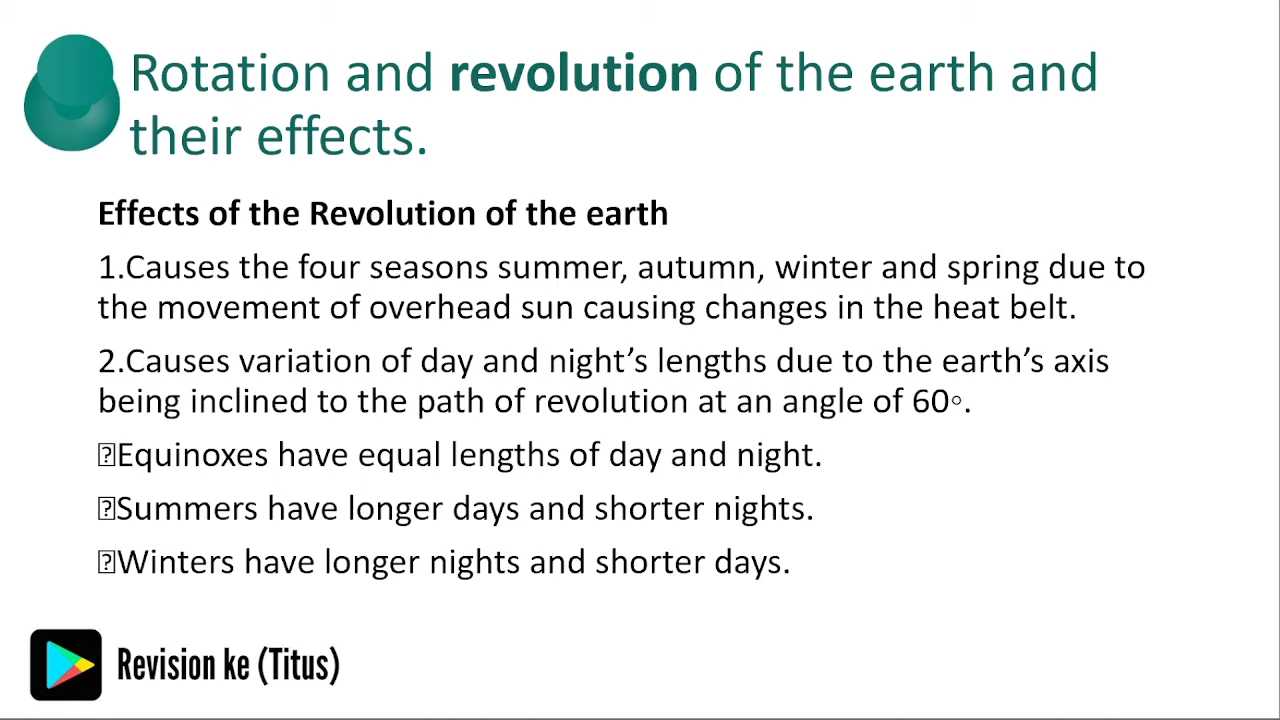 Rotation and revolution of the earth and
their effects.
Effects of the Revolution of the earth
1.Causes the four seasons summer, autumn, winter and spring due to
the movement of overhead sun causing changes in the heat belt.
2.Causes variation of day and night’s lengths due to the earth’s axis
being inclined to the path of revolution at an angle of 60◦.
⍰Equinoxes have equal lengths of day and night.
⍰Summers have longer days and shorter nights.
⍰Winters have longer nights and shorter days.
Revision ke (Titus)